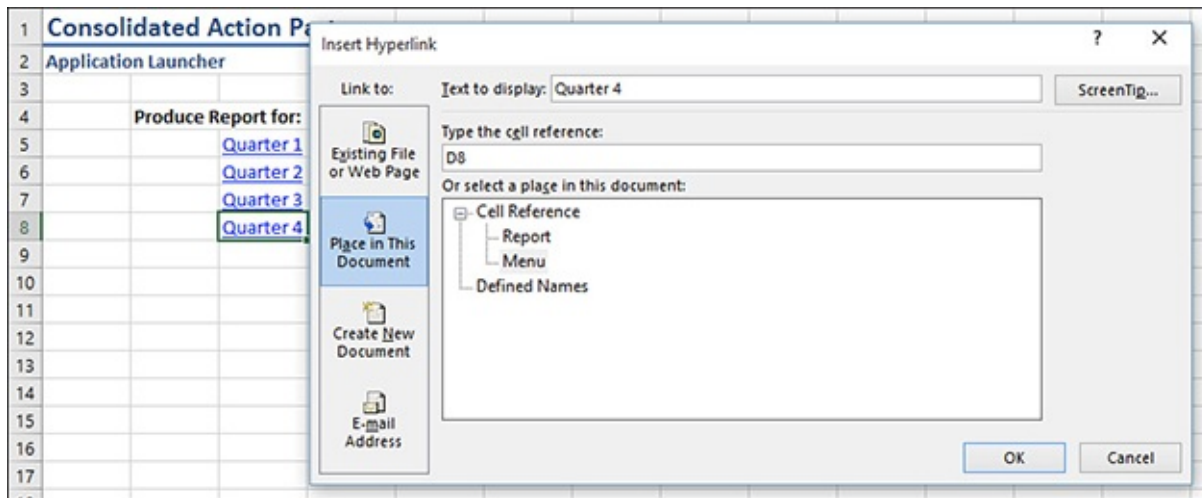 1 Consolidated Action Pa
2 Application Launcher
3
4 Produce Report for:
5 Quarter 1
6 Quarter 2
7 Quarter 3
8 Quarter 4
9
10
11
12
13
14
15
16
17
Insert Hyperlink ? ×
Link to:
Text to display: Quarter 4
ScreenTip...
Existing File
or Web Page
Place in This
Document
Create New
Document
E-mail
Address
Type the cell reference:
D8
Or select a place in this document:
Cell Reference
Report
Menu
Defined Names
OK Cancel